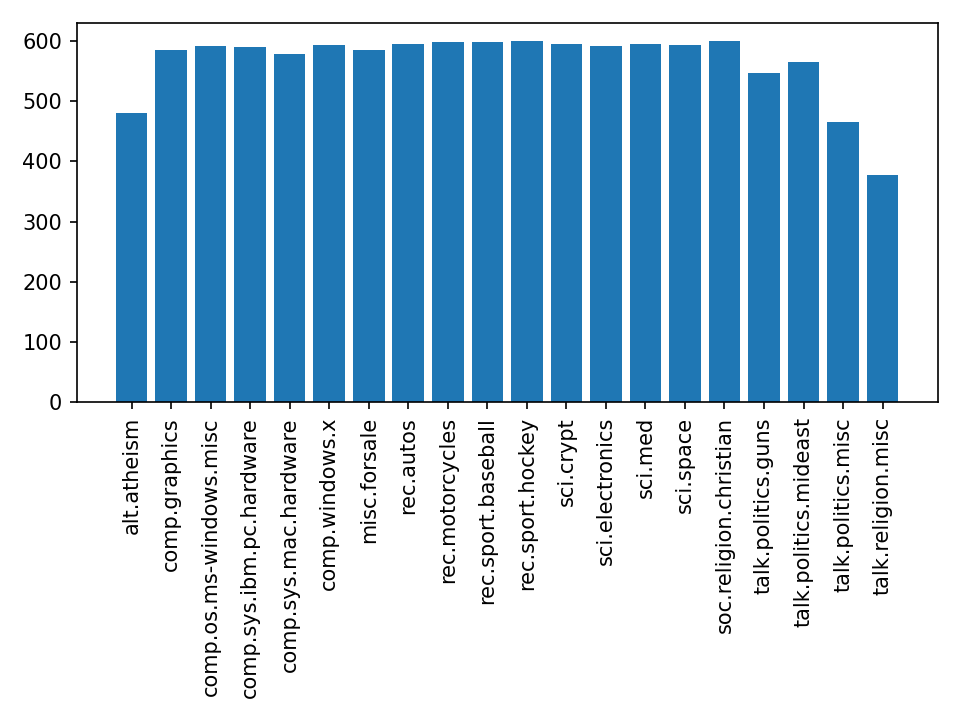 600
500
400
300
200
100
0
alt.atheism
comp.graphics
comp.os.ms-windows.misc
comp.sys.ibm.pc.hardware
comp.sys.mac.hardware
comp.windows.x
misc.forsale
rec.autos
rec.motorcycles
rec.sport.baseball
rec.sport.hockey
sci.crypt
sci.electronics
sci.med
sci.space
soc.religion.christian
talk.politics.guns
talk.politics.mideast
talk.politics.misc
talk.religion.misc